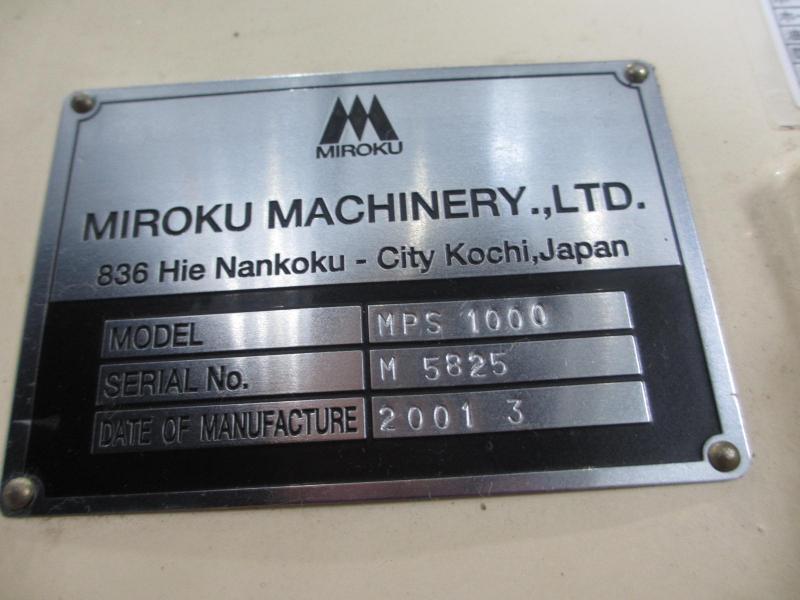 MIROKU
MIROKU MACHINERY.,LTD.
836 Hie Nankoku - City Kochi,Japan
MODEL MPS 1000
SERIAL No. M 5825
DATE OF MANUFACTURE 2001 3